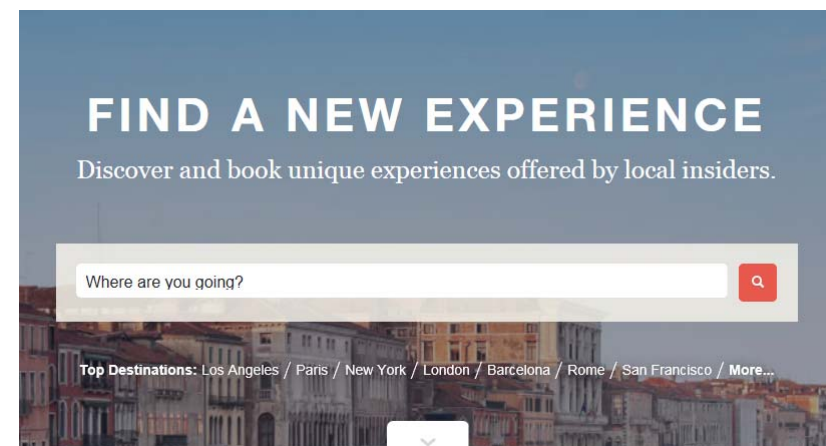 FIND A NEW EXPERIENCE
Discover and book unique experiences offered by local insiders.
Where are you going?
Top Destinations: Los Angeles / Paris / New York / London / Barcelona / Rome / San Francisco / More...